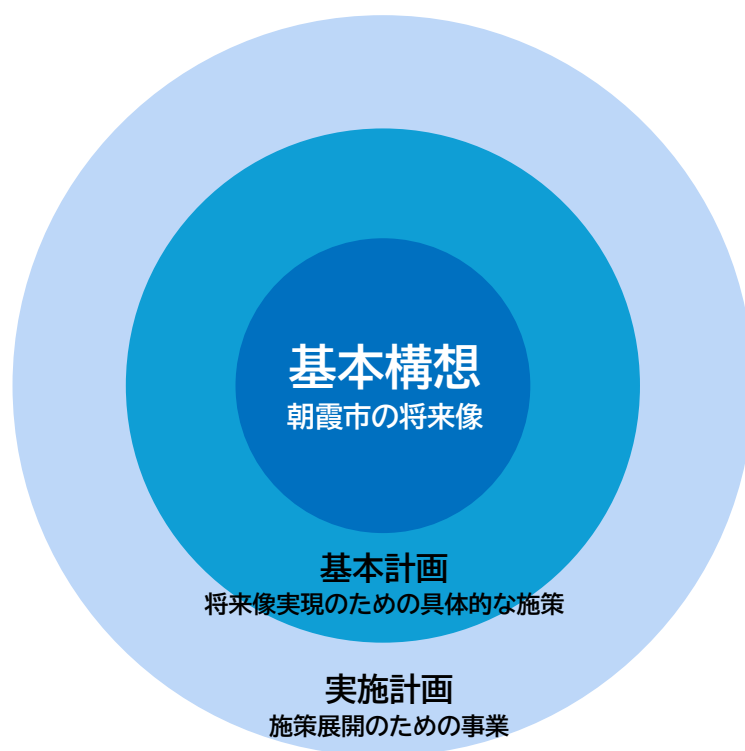 基本構想
朝霞市の将来像
基本計画
将来像実現のための具体的な施策
実施計画
施策展開のための事業